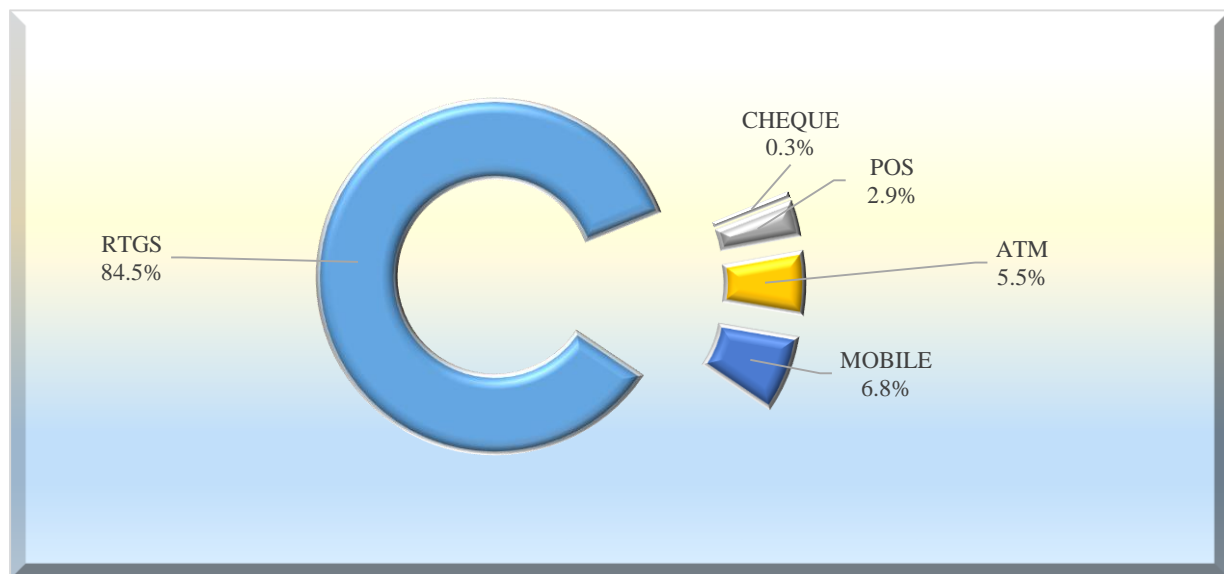 CHEQUE
0.3%
POS
2.9%
RTGS
84.5%
ATM
5.5%
MOBILE
6.8%